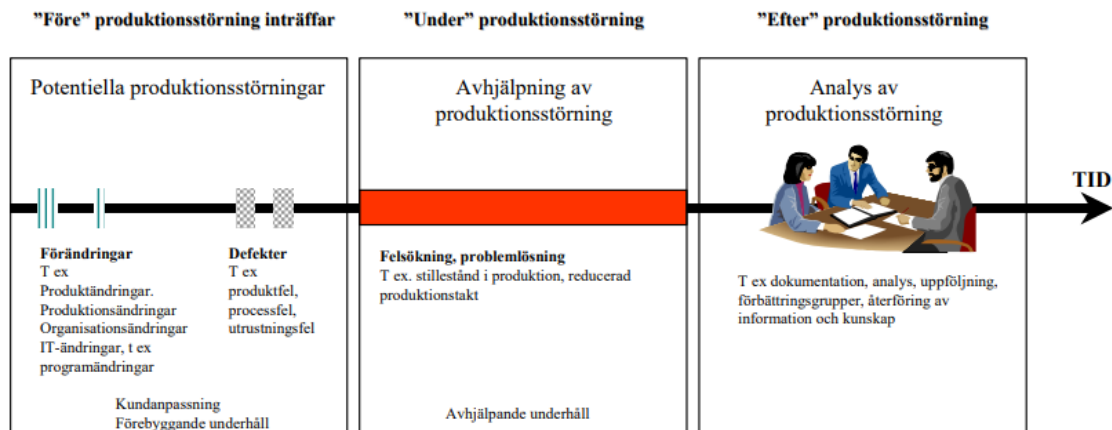 ”Före” produktionsstörning inträffar
”Under” produktionsstörning
”Efter” produktionsstörning
Potentiella produktionsstörningar
Avhjälpning av
produktionsstörning
Analys av
produktionsstörning
TID
Förändringar
T ex
Produktändringar.
Produktionsändringar
Organisationsändringar
IT-ändringar, t ex
programändringar
Defekter
T ex
produktfel,
processfel,
utrustningsfel
Kundanpassning
Förebyggande underhåll
Felsökning, problemlösning
T ex. stillestånd i produktion, reducerad
produktionstakt
Avhjälpande underhåll
T ex dokumentation, analys, uppföljning,
förbättringsgrupper, återföring av
information och kunskap